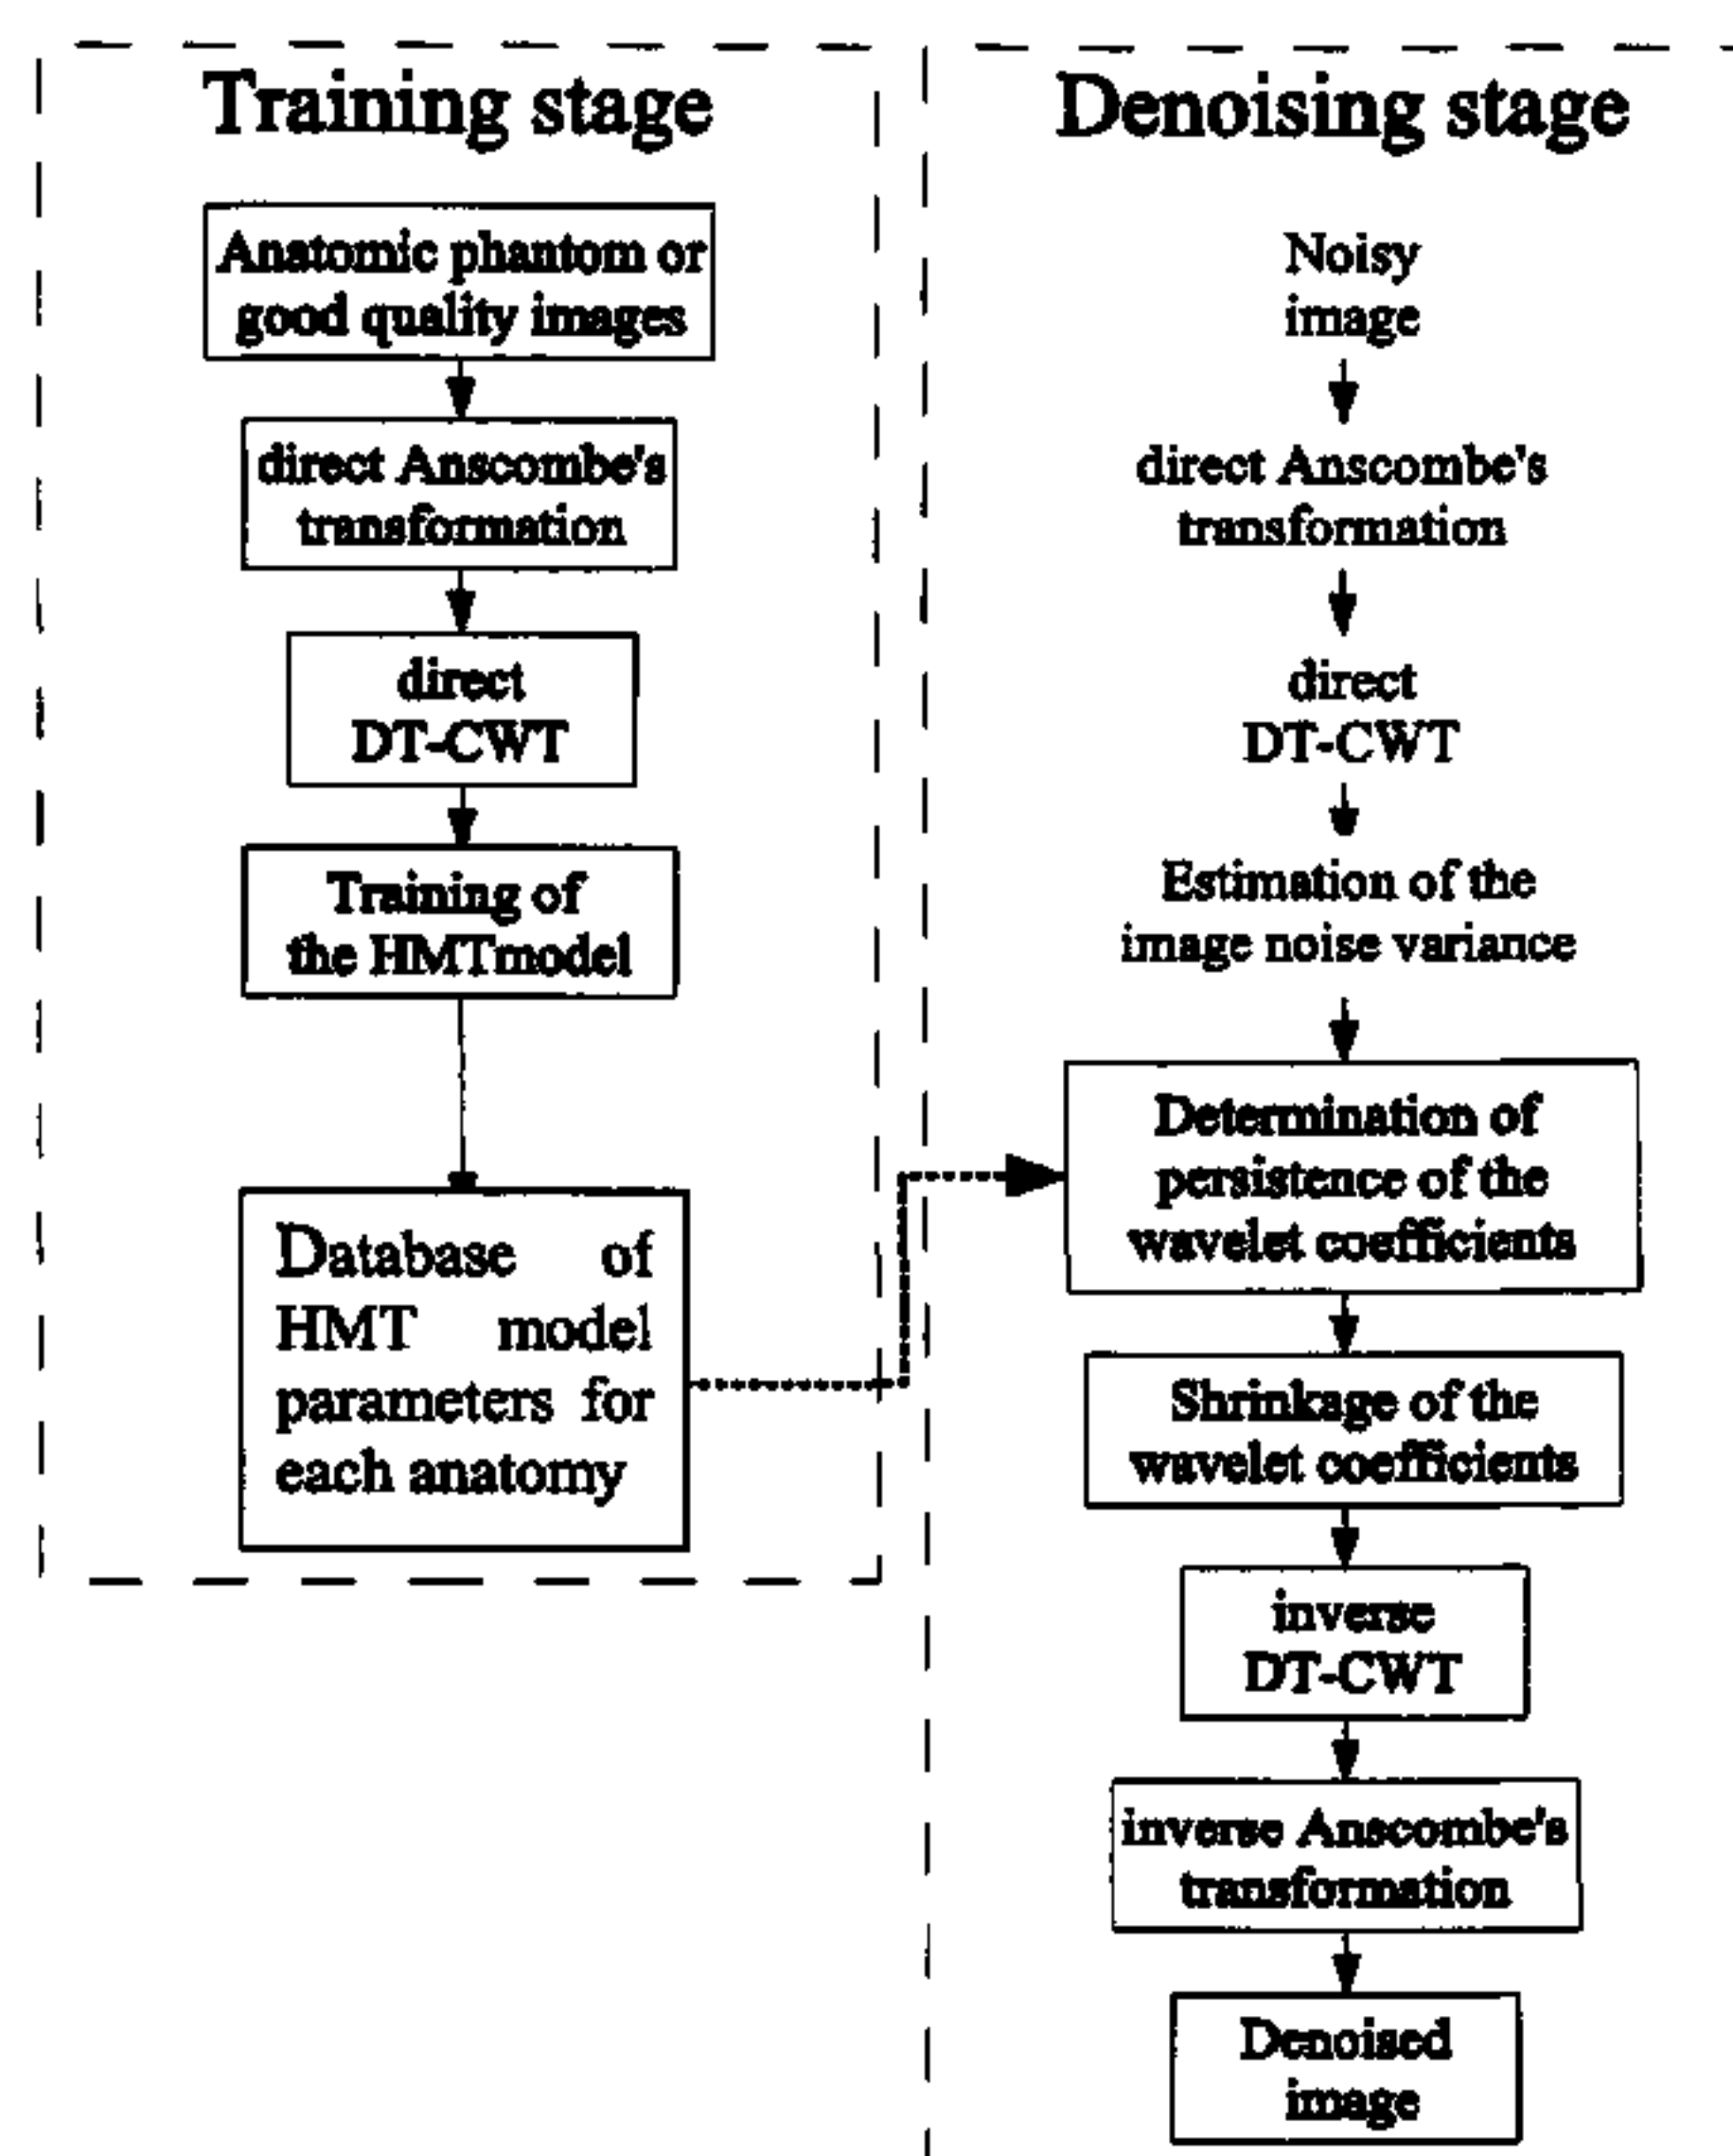 Training stage
Anatomic phantom or
good quality images
direct Anscombe's
transformation
direct
DT-CWT
Training of
the HMTmodel
Database of
HMT model
parameters for
each anatomy
Denoising stage
Noisy
image
direct Anscombe's
transformation
direct
DT-CWT
Estimation of the
image noise variance
Determination of
persistence of the
wavelet coefficients
Shrinkage of the
wavelet coefficients
inverse
DT-CWT
inverse Anscombe's
transformation
Denoised
image